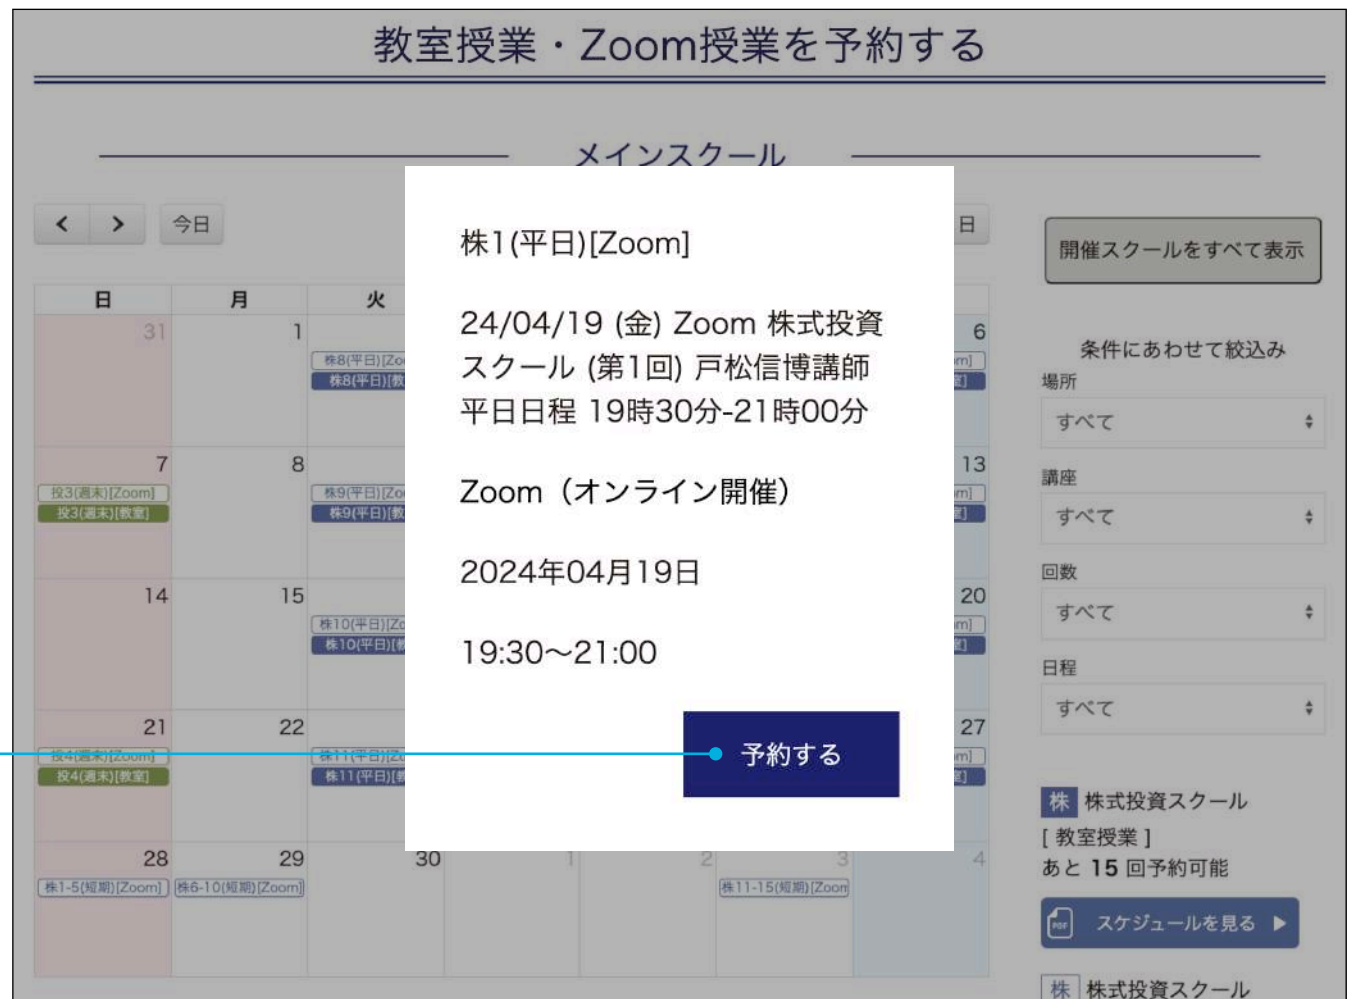 教室授業・Zoom授業を予約する
メインスクール
今日
日
開催スクールをすべて表示
日 月 火
31 1 6
株8(平日)[Zoo
株8(平日)[教
7 8 13
投3(週末)[Zoom]
投3(週末)[教室]
株9(平日)[Zo
株9(平日)[教
14 15 20
株10(平日)[Zo
株10(平日)[教
21 22 27
投4(週末)[Zoom]
投4(週末)[教室]
株11(平日)[Zo
株11(平日)[教
28 29 30 1 2 3 4
株1-5(短期)[Zoom]
株6-10(短期)[Zoom]
株11-15(短期)[Zoom
株1(平日)[Zoom]
24/04/19 (金) Zoom 株式投資
スクール (第1回) 戸松信博講師
平日日程 19時30分-21時00分
Zoom（オンライン開催）
2024年04月19日
19:30～21:00
予約する
条件にあわせて絞込み
場所
すべて
講座
すべて
回数
すべて
日程
すべて
株 株式投資スクール
[ 教室授業 ]
あと 15 回予約可能
PDF スケジュールを見る ▶
株 株式投資スクール